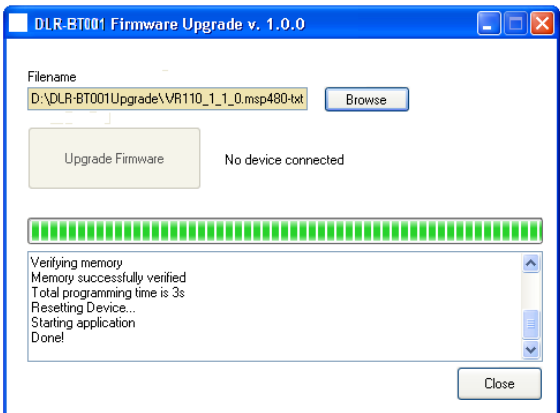 DLR-BT001 Firmware Upgrade v. 1.0.0
Filename
D:\DLR-BT001Upgrade\VR110_1_1_0.msp480-txt
Browse
Upgrade Firmware
No device connected
Verifying memory
Memory successfully verified
Total programming time is 3s
Resetting Device...
Starting application
Done!
Close